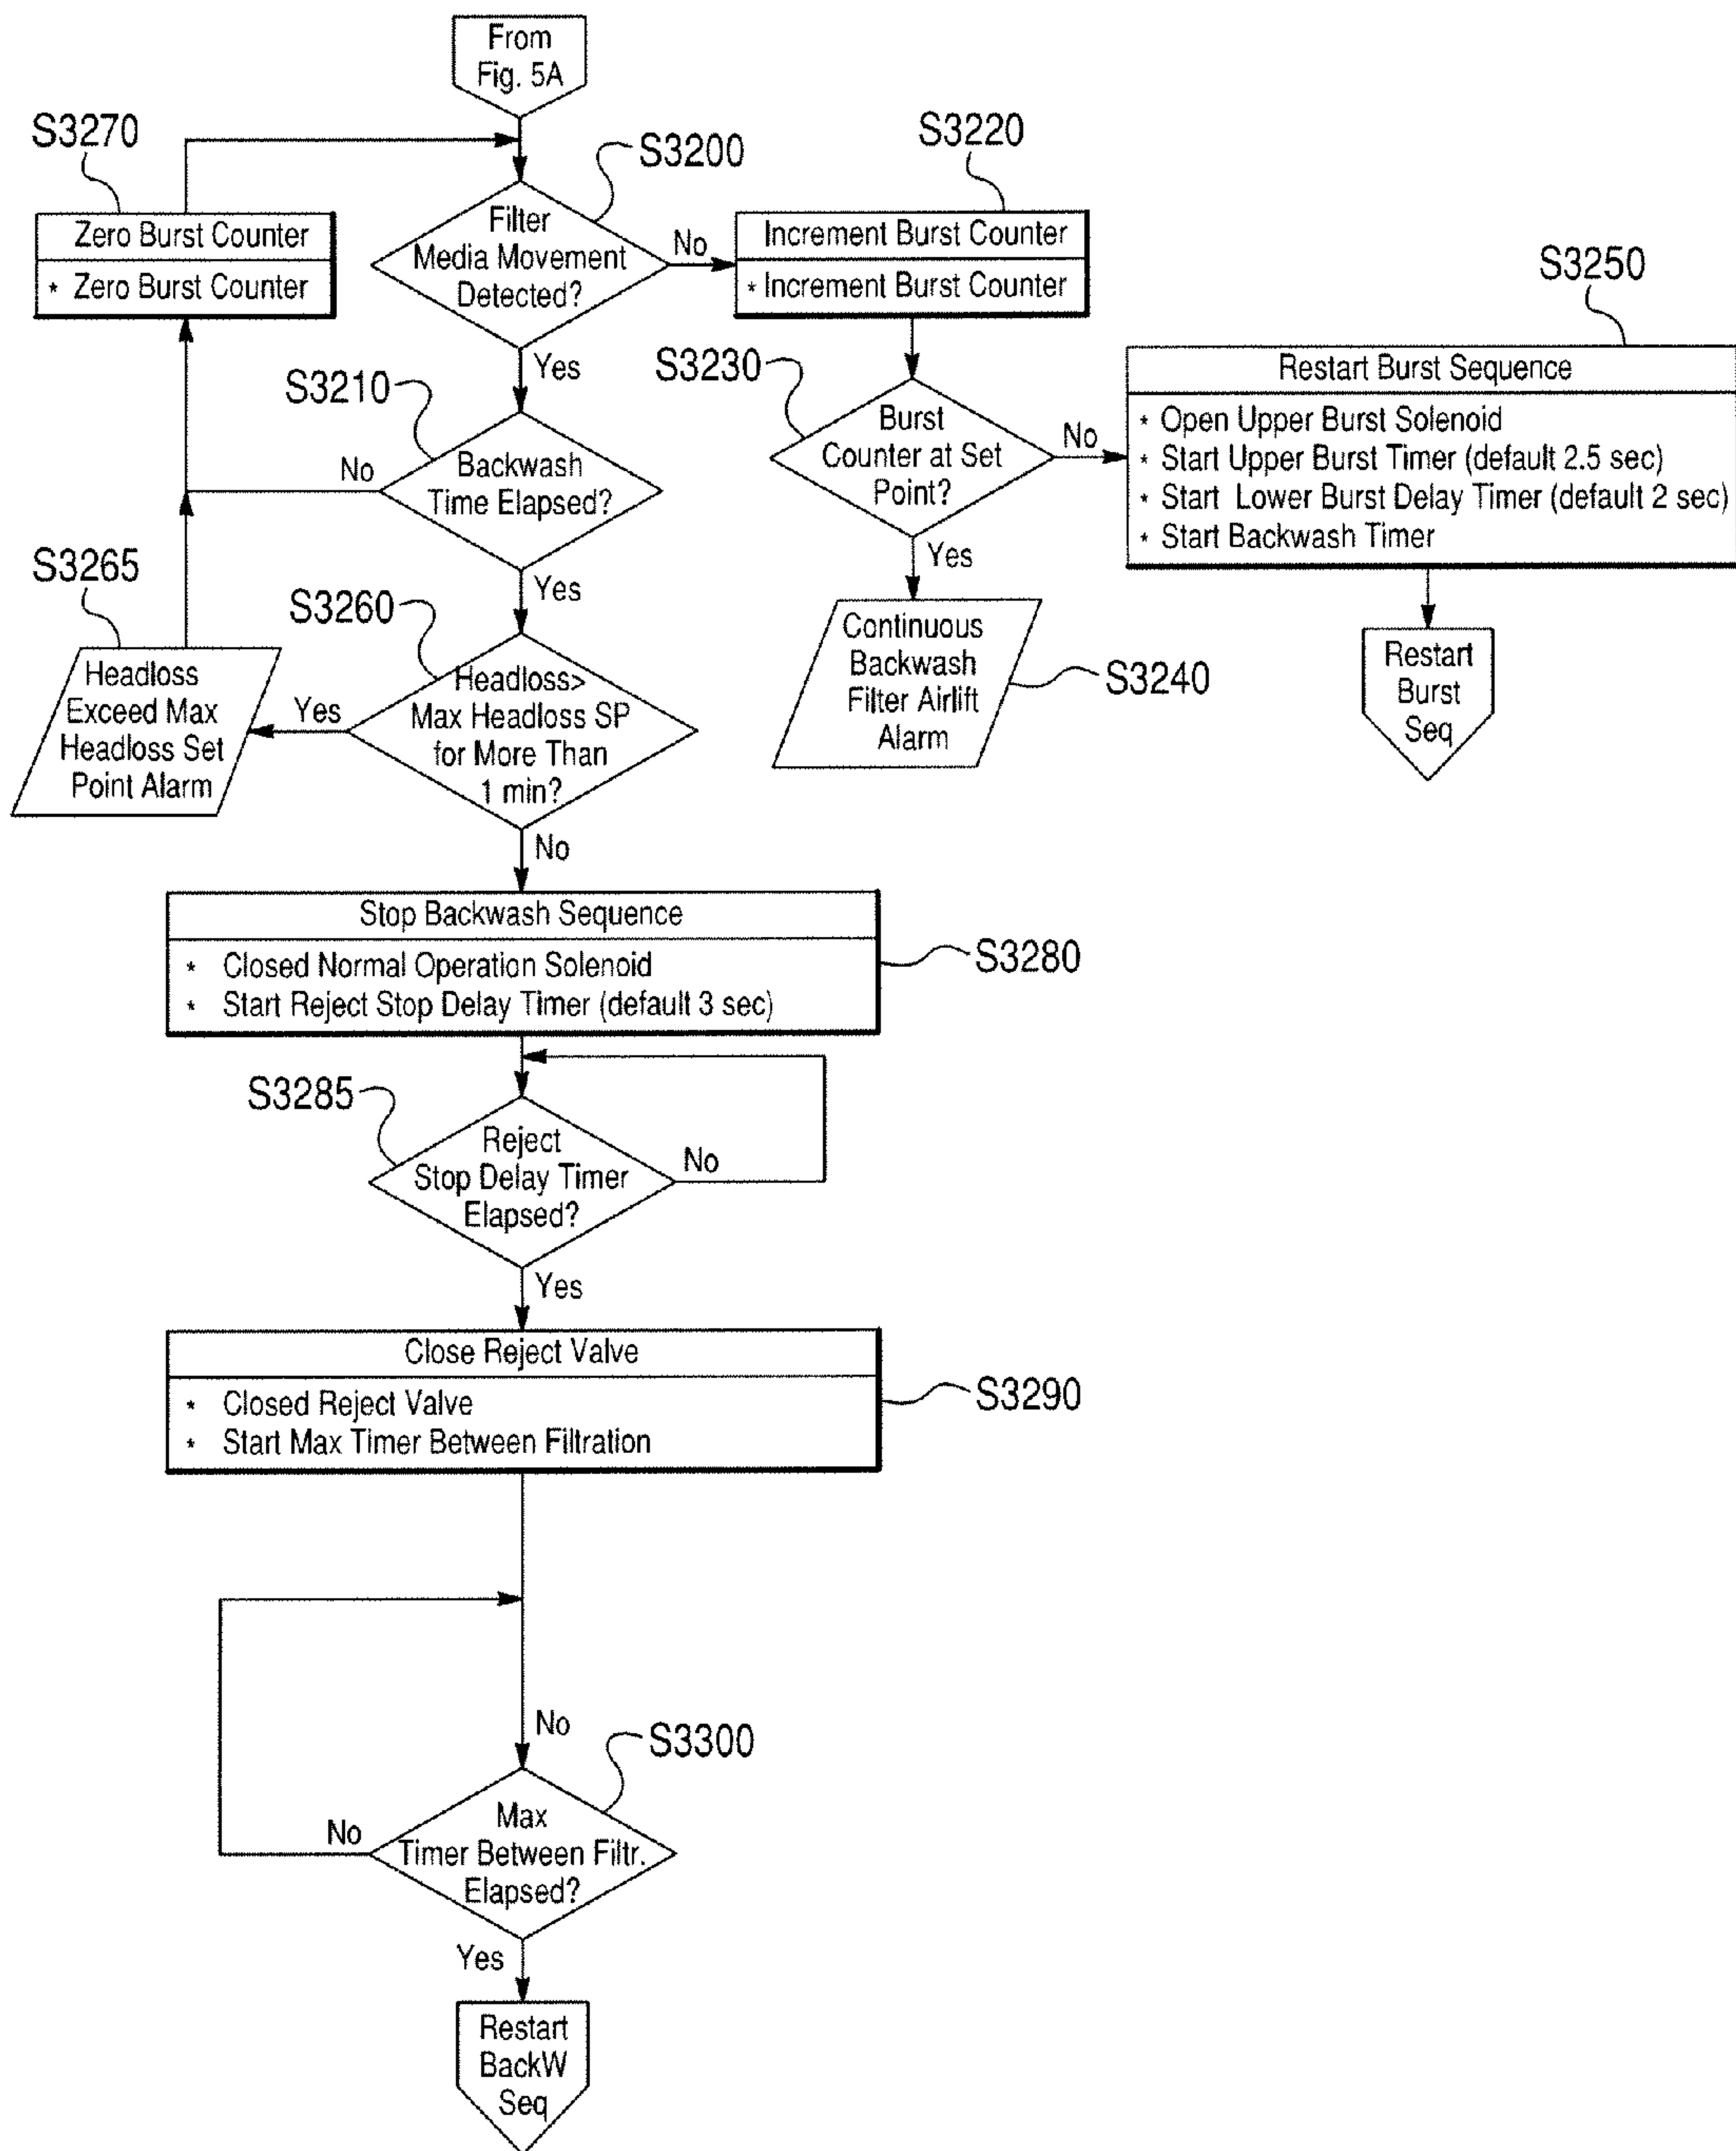 From
Fig. 5A
S3270
S3200
S3220
Zero Burst Counter
* Zero Burst Counter
Filter
Media Movement
Detected?
No
Increment Burst Counter
* Increment Burst Counter
S3250
Yes
S3210
S3230
Restart Burst Sequence
* Open Upper Burst Solenoid
* Start Upper Burst Timer (default 2.5 sec)
* Start Lower Burst Delay Timer (default 2 sec)
* Start Backwash Timer
Burst
Counter at Set
Point?
No
Backwash
Time Elapsed?
No
Yes
Yes
S3265
S3260
Continuous
Backwash
Filter Airlift
Alarm
S3240
Restart
Burst
Seq
Headloss
Exceed Max
Headloss Set
Point Alarm
Yes
Headloss>
Max Headloss SP
for More Than
1 min?
No
Stop Backwash Sequence
* Closed Normal Operation Solenoid
* Start Reject Stop Delay Timer (default 3 sec)
S3280
S3285
Reject
Stop Delay Timer
Elapsed?
No
Yes
Close Reject Valve
* Closed Reject Valve
* Start Max Timer Between Filtration
S3290
No
S3300
Max
Timer Between Filtr.
Elapsed?
No
Yes
Restart
BackW
Seq